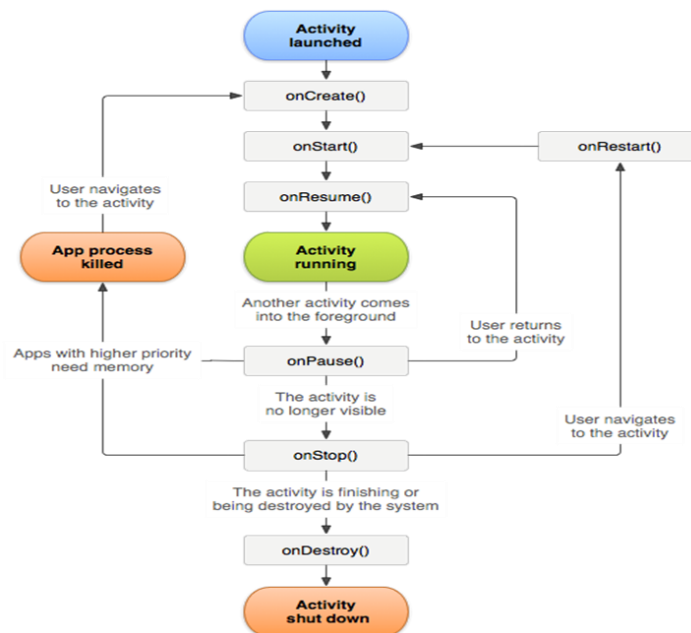 Activity
launched
onCreate()
onStart()
onRestart()
User navigates
to the activity
onResume()
App process
killed
Activity
running
Another activity comes
into the foreground
User returns
to the activity
Apps with higher priority
need memory
onPause()
The activity is
no longer visible
User navigates
to the activity
onStop()
The activity is finishing or
being destroyed by the system
onDestroy()
Activity
shut down